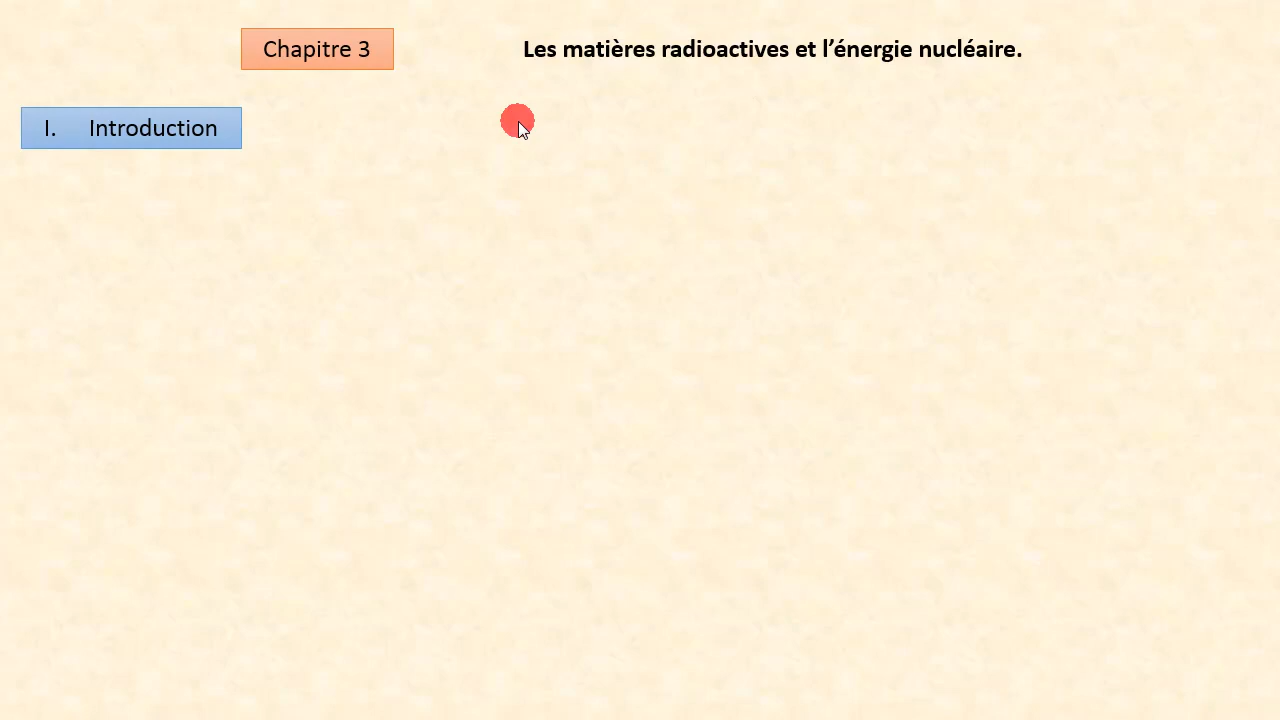 Chapitre 3 Les matières radioactives et l’énergie nucléaire.
I. Introduction